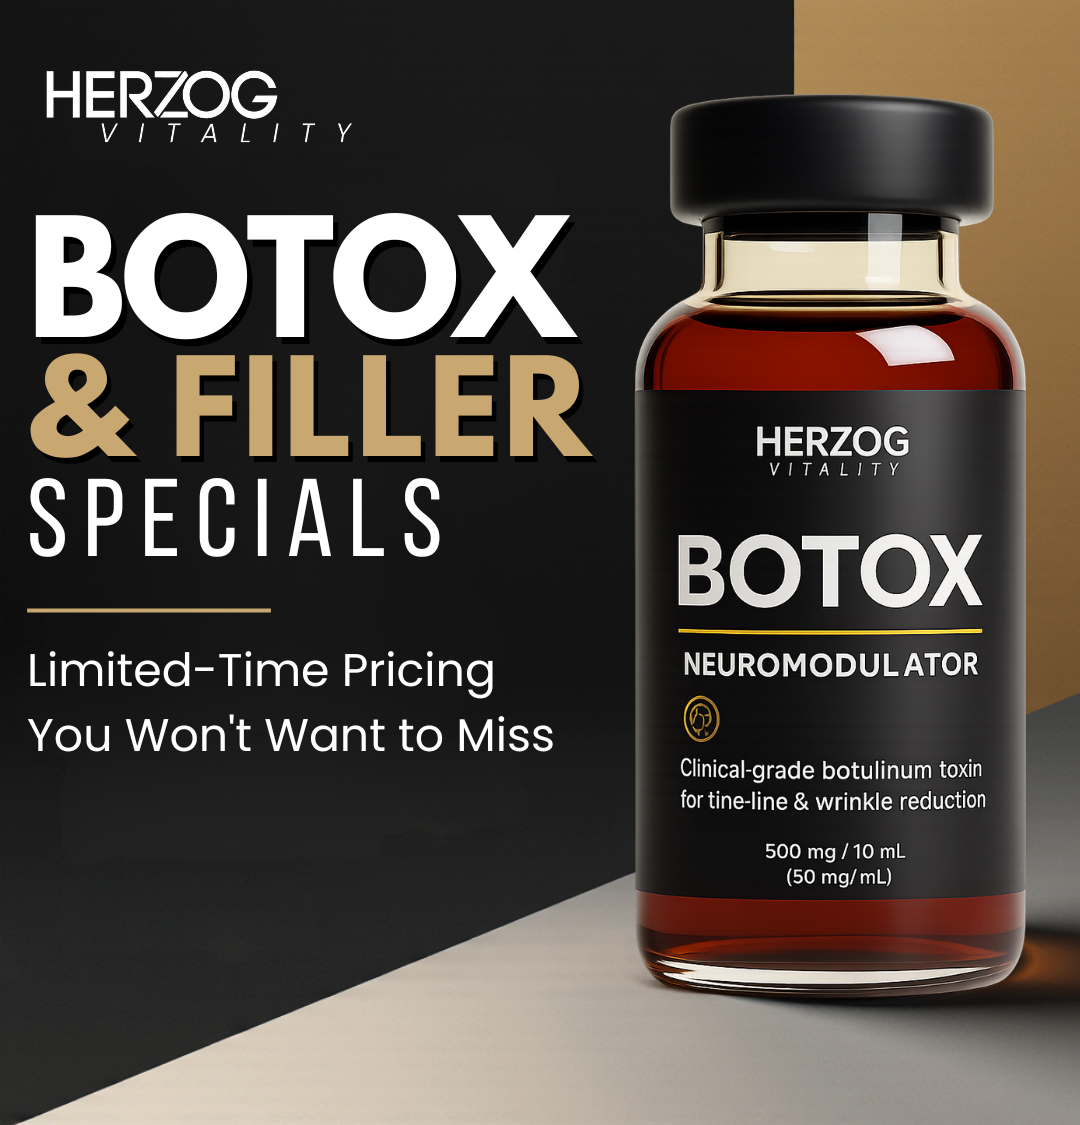 HERZOG
VITALITY
BOTOX
& FILLER
SPECIALS
Limited-Time Pricing
You Won't Want to Miss
HERZOG
VITALITY
BOTOX
NEUROMODULATOR
Clinical-grade botulinum toxin
for tine-line & wrinkle reduction
500 mg / 10 mL
(50 mg/mL)